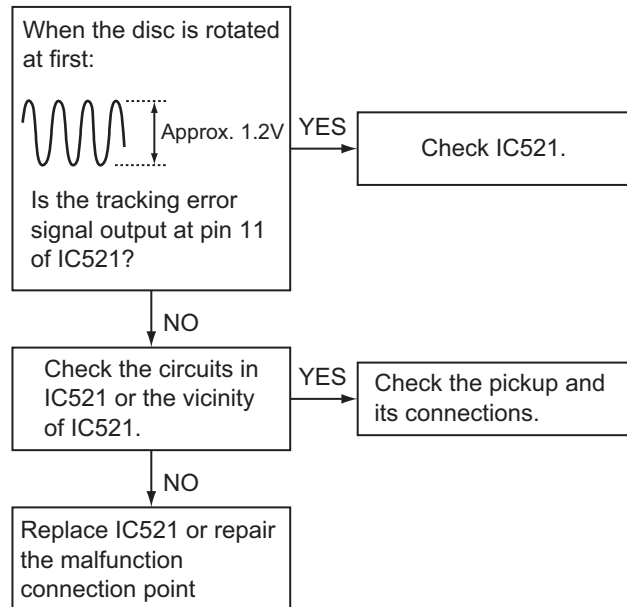 When the disc is rotated
at first:
Approx. 1.2V
Is the tracking error
signal output at pin 11
of IC521?
YES
Check IC521.
NO
Check the circuits in
IC521 or the vicinity
of IC521.
YES
Check the pickup and
its connections.
NO
Replace IC521 or repair
the malfunction
connection point